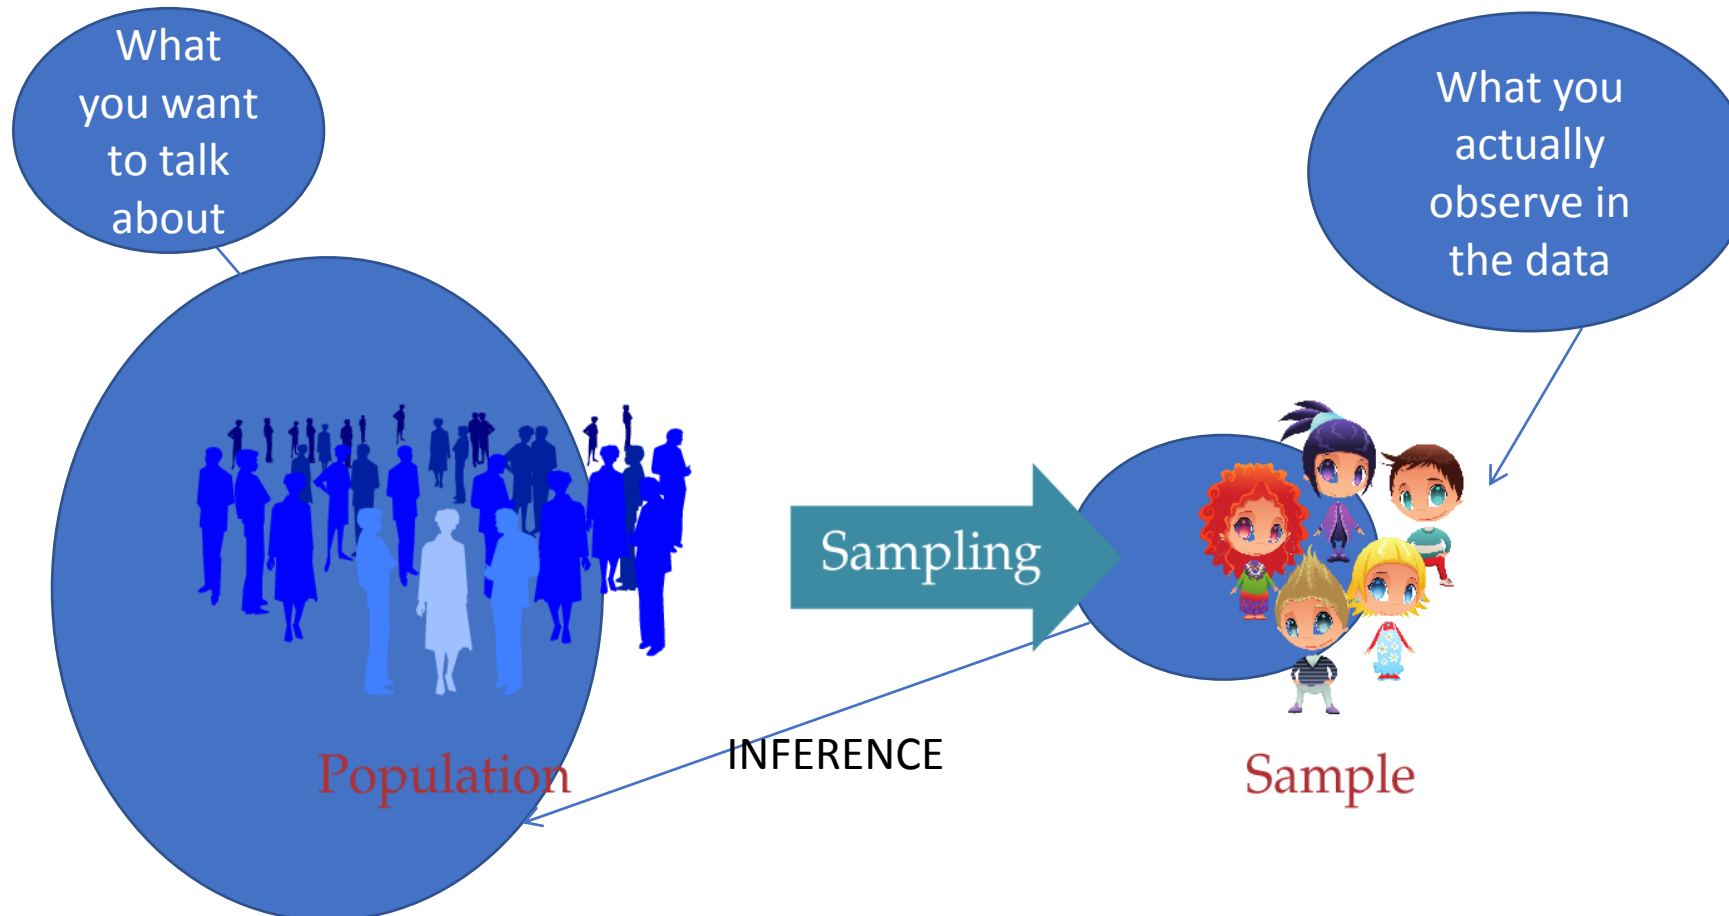 What
you want
to talk
about
What you
actually
observe in
the data
Sampling
INFERENCE
Population
Sample